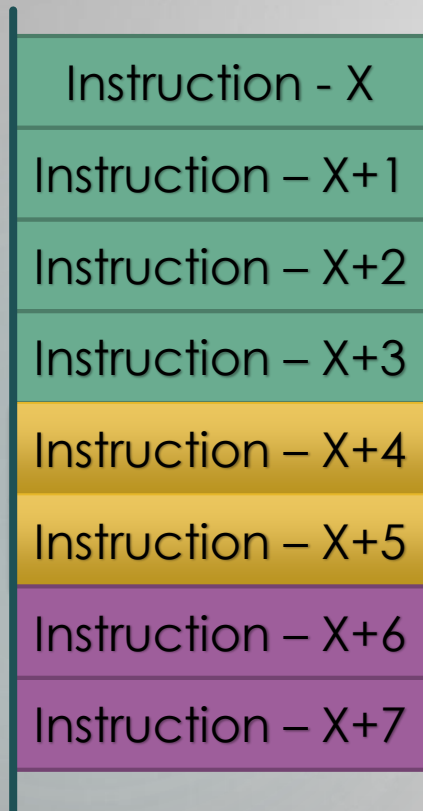 Instruction - X
Instruction – X+1
Instruction – X+2
Instruction – X+3
Instruction – X+4
Instruction – X+5
Instruction – X+6
Instruction – X+7